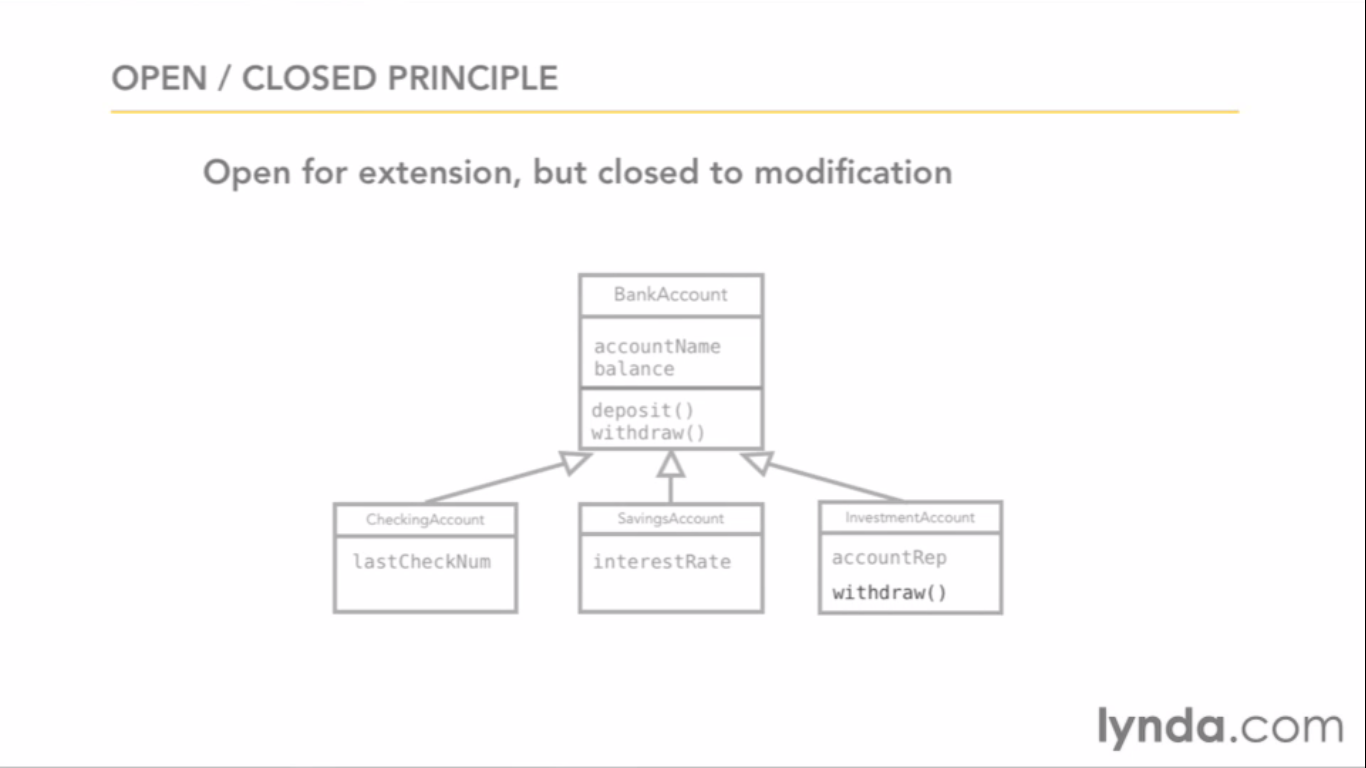 OPEN / CLOSED PRINCIPLE
Open for extension, but closed to modification
BankAccount
accountName
balance
deposit()
withdraw()
CheckingAccount
lastCheckNum
SavingsAccount
interestRate
InvestmentAccount
accountRep
withdraw()
lynda.com